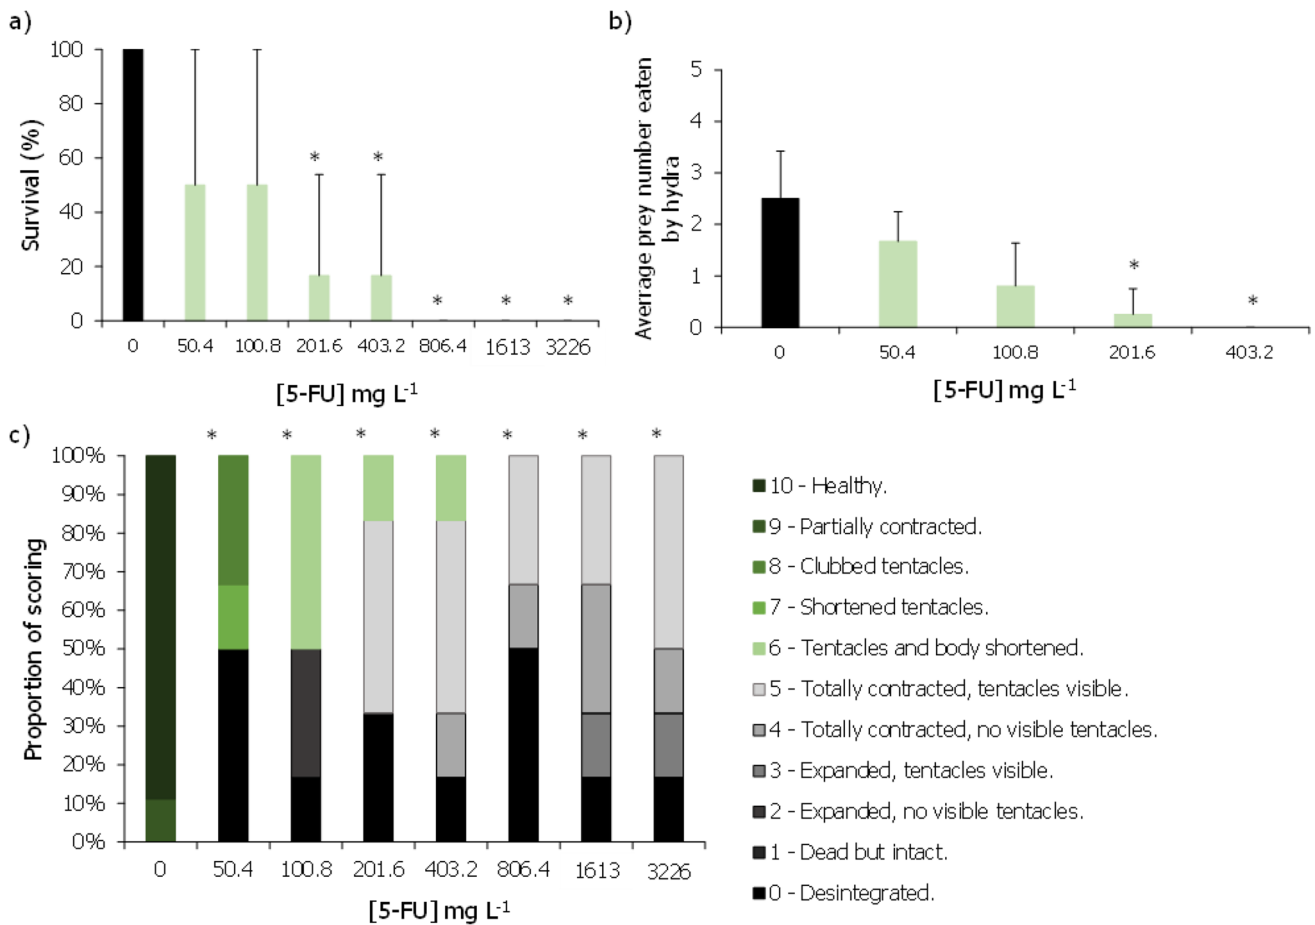 a)
100
80
60
40
20
0
Survival (%)
* * * * *
0 50.4 100.8 201.6 403.2 806.4 1613 3226
[5-FU] mg L-1
b)
5
4
3
2
1
0
Averrage prey number eaten
by hydra
* *
0 50.4 100.8 201.6 403.2
[5-FU] mg L-1
c)
* * * * * * *
100%
90%
80%
70%
60%
50%
40%
30%
20%
10%
0%
Proportion of scoring
0 50.4 100.8 201.6 403.2 806.4 1613 3226
[5-FU] mg L-1
10 - Healthy.
9 - Partially contracted.
8 - Clubbed tentacles.
7 - Shortened tentacles.
6 - Tentacles and body shortened.
5 - Totally contracted, tentacles visible.
4 - Totally contracted, no visible tentacles.
3 - Expanded, tentacles visible.
2 - Expanded, no visible tentacles.
1 - Dead but intact.
0 - Desintegrated.